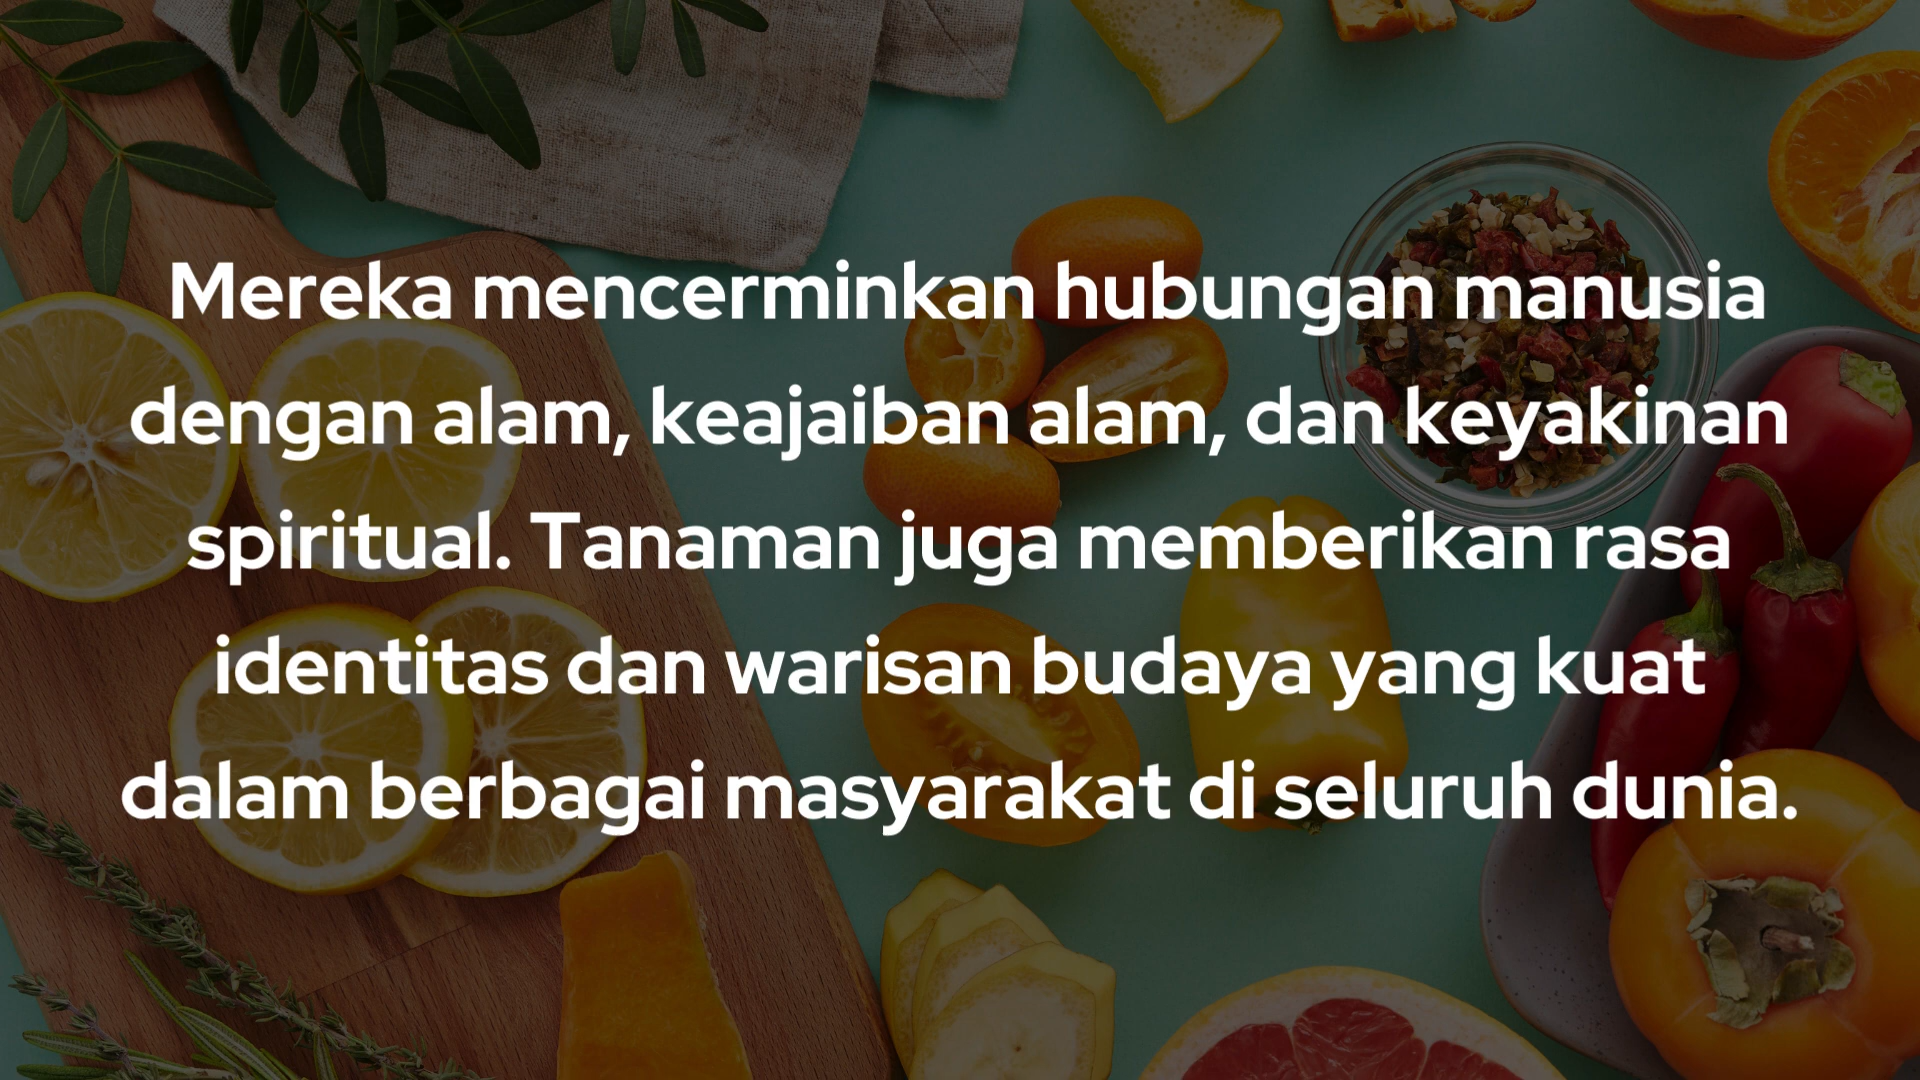 Mereka mencerminkan hubungan manusia
dengan alam, keajaiban alam, dan keyakinan
spiritual. Tanaman juga memberikan rasa
identitas dan warisan budaya yang kuat
dalam berbagai masyarakat di seluruh dunia.